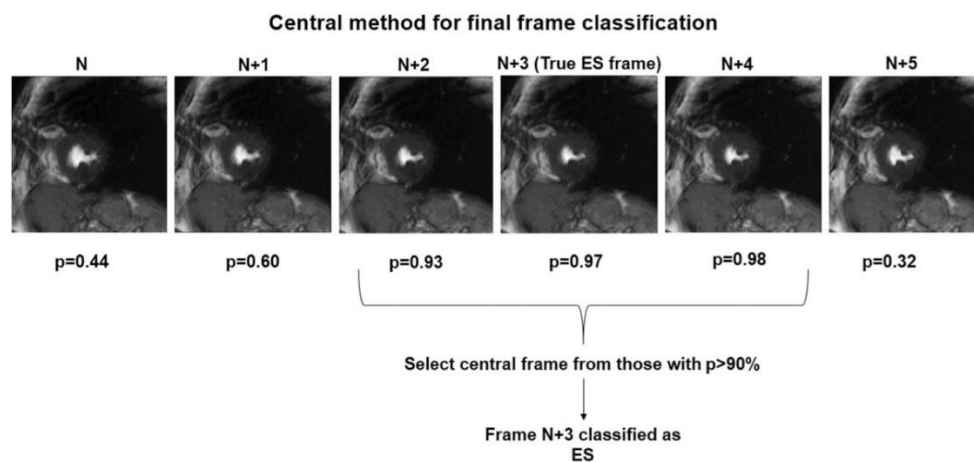 Central method for final frame classification
N N+1 N+2 N+3 (True ES frame) N+4 N+5
p=0.44 p=0.60 p=0.93 p=0.97 p=0.98 p=0.32
Select central frame from those with p>90%
Frame N+3 classified as
ES